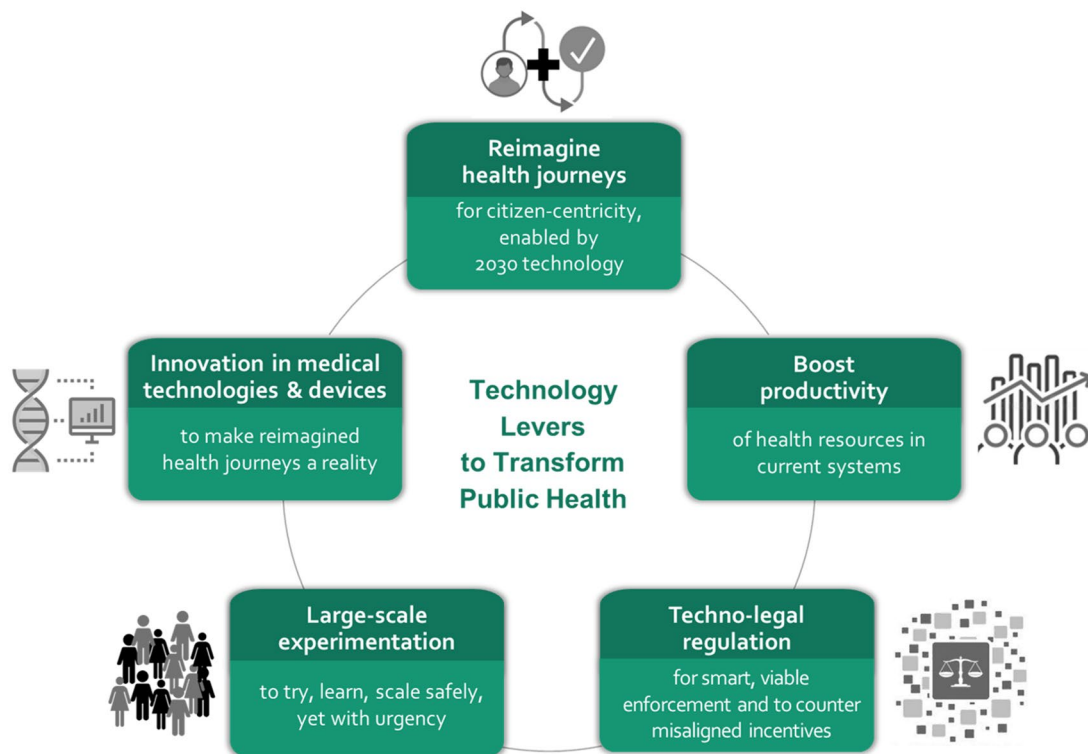 Reimagine
health journeys
for citizen-centricity,
enabled by
2030 technology
Innovation in medical
technologies & devices
to make reimagined
health journeys a reality
Technology
Levers
to Transform
Public Health
Boost
productivity
of health resources in
current systems
Large-scale
experimentation
to try, learn, scale safely,
yet with urgency
Techno-legal
regulation
for smart, viable
enforcement and to counter
misaligned incentives